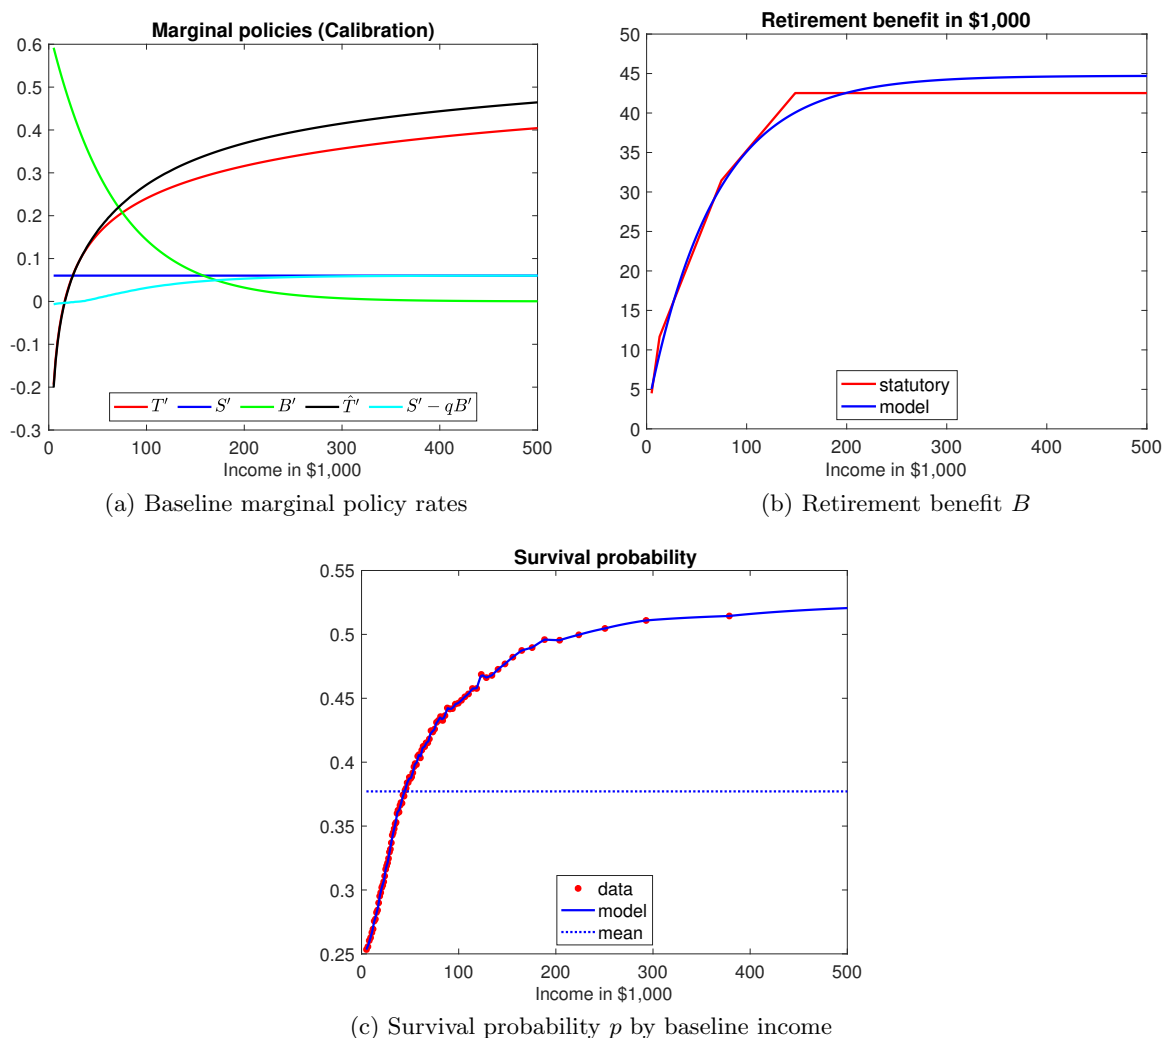 Marginal policies (Calibration)
0.6
0.5
0.4
0.3
0.2
0.1
0
-0.1
-0.2
-0.3
T′ S′ B′ T̂′ S′ − qB′
0 100 200 300 400 500
Income in $1,000
(a) Baseline marginal policy rates
Retirement benefit in $1,000
50
45
40
35
30
25
20
15
10
5
0
statutory
model
0 100 200 300 400 500
Income in $1,000
(b) Retirement benefit B
Survival probability
0.55
0.5
0.45
0.4
0.35
0.3
0.25
data
model
mean
0 100 200 300 400 500
Income in $1,000
(c) Survival probability p by baseline income